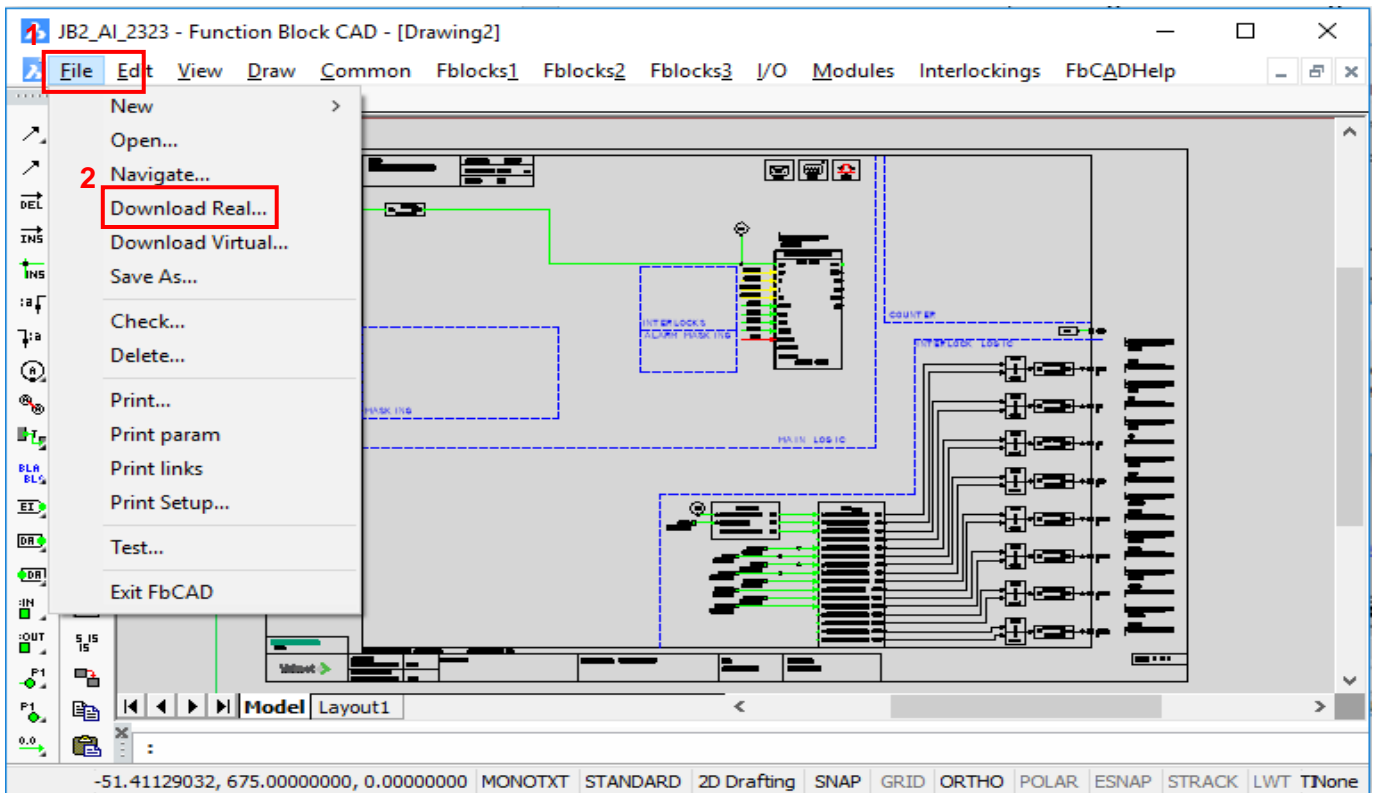 1
JB2_AI_2323 - Function Block CAD - [Drawing2]
File Edit View Draw Common Fblocks1 Fblocks2 Fblocks3 I/O Modules Interlockings FbCADHelp
New
Open...
Navigate...
2
Download Real...
Download Virtual...
Save As...
Check...
Delete...
Print...
Print param
Print links
Print Setup...
Test...
Exit FbCAD
DEL
INS
INS
:a
:a
A
BLA
BLS
EI
DA
DA
:IN
:OUT
P1
P1
0.0
S IS
IS
INTERLOCKS
ALARM MASKING
COUNTER
INTERLOCK LOGIC
MASKING
MAIN LOGIC
Valmet
Model Layout1
:
-51.41129032, 675.00000000, 0.00000000 MONOTXT STANDARD 2D Drafting SNAP GRID ORTHO POLAR ESNAP STRACK LWT None